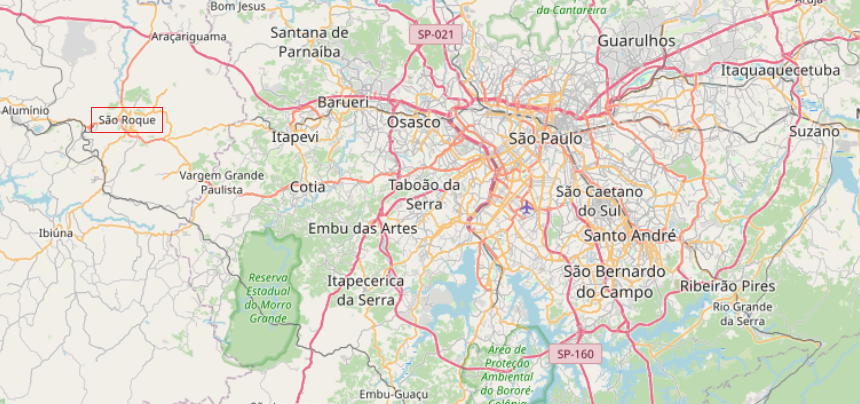 Bom Jesus
da Cantareira
Araçariguama
Santana de
Parnaíba
SP-021
Guarulhos
Itaquaquecetuba
Alumínio
São Roque
Barueri
Osasco
São Paulo
Suzano
Itapevi
Vargem Grande
Paulista
Cotia
Taboão da
Serra
São Caetano
do Sul
Ibiúna
Embu das Artes
Santo André
Reserva
Estadual
do Morro
Grande
Itapecerica
da Serra
São Bernardo
do Campo
Ribeirão Pires
Rio Grande
da Serra
SP-160
Área de
Proteção
Ambiental
do Bororé-
Embu-Guaçu